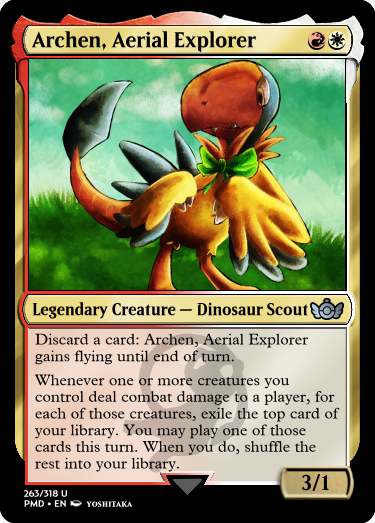 Archen, Aerial Explorer
Legendary Creature — Dinosaur Scout
Discard a card: Archen, Aerial Explorer
gains flying until end of turn.
Whenever one or more creatures you
control deal combat damage to a player, for
each of those creatures, exile the top card of
your library. You may play one of those
cards this turn. When you do, shuffle the
rest into your library.
3/1
263/318 U
PMD • EN YOSHITAKA